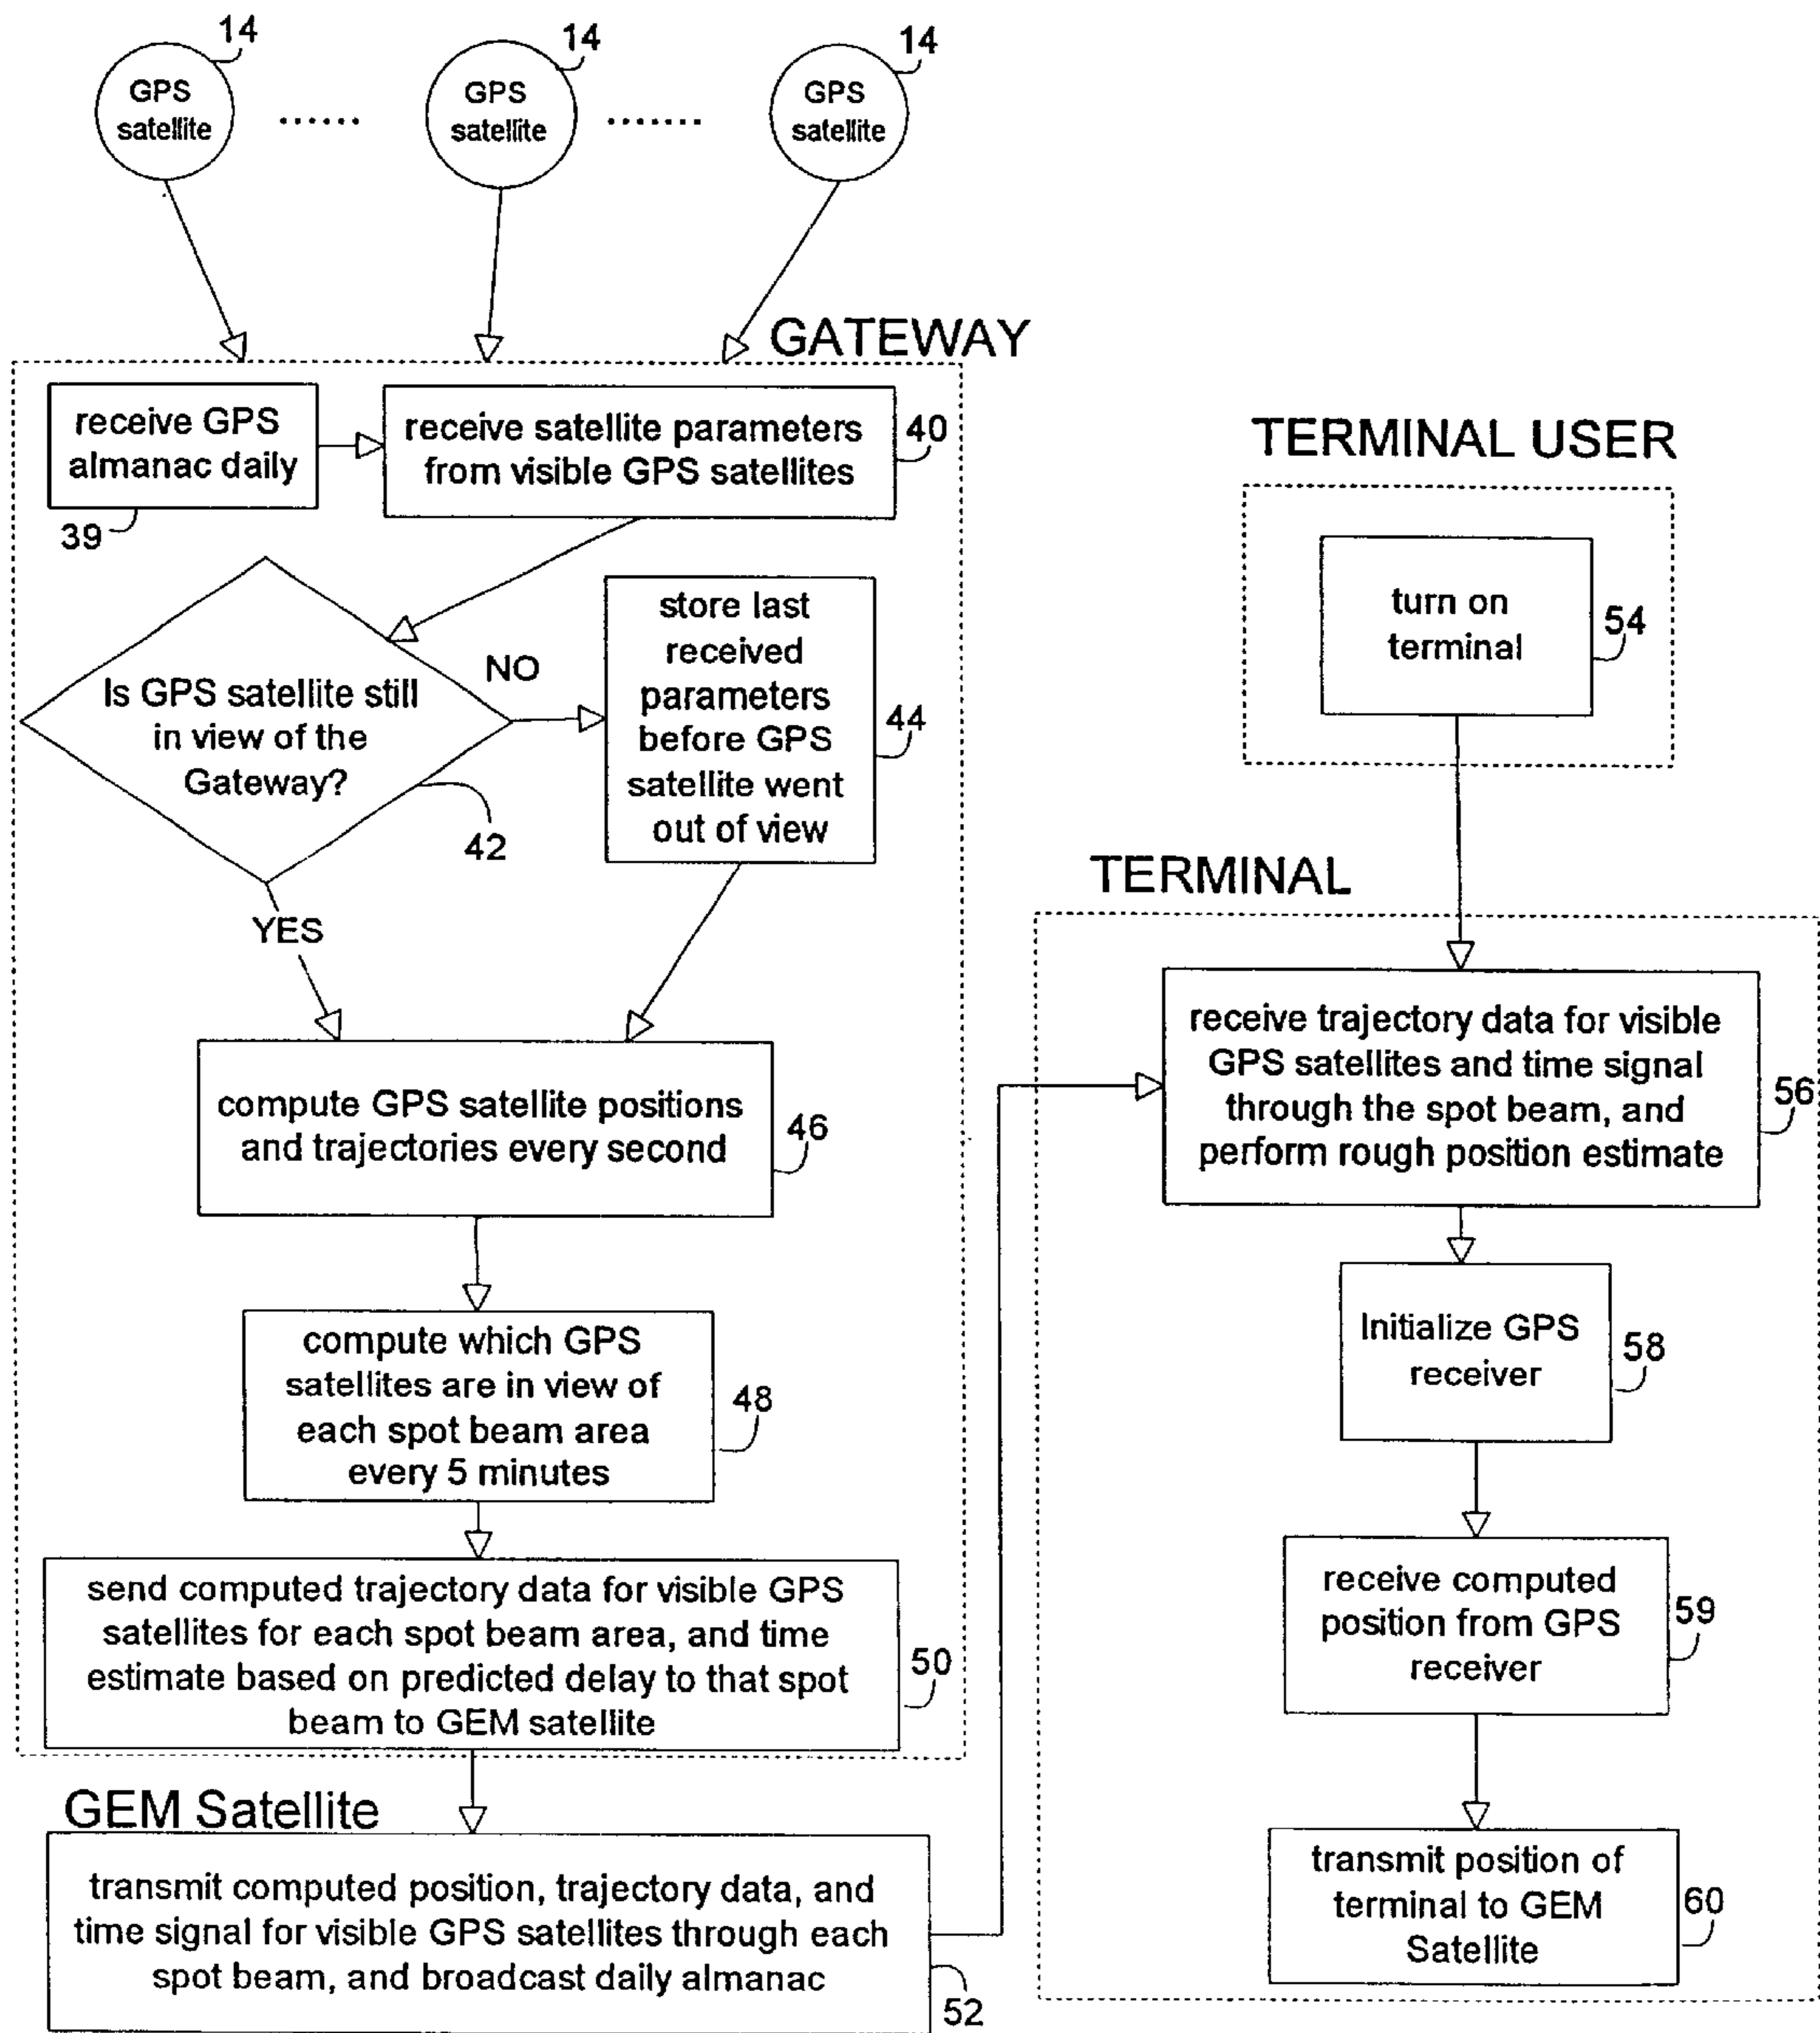 14
14
14
GPS
satellite
......
GPS
satellite
.......
GPS
satellite
GATEWAY
receive GPS
almanac daily
39
receive satellite parameters
from visible GPS satellites
40
Is GPS satellite still
in view of the
Gateway?
42
NO
store last
received
parameters
before GPS
satellite went
out of view
44
YES
compute GPS satellite positions
and trajectories every second
46
compute which GPS
satellites are in view of
each spot beam area
every 5 minutes
48
send computed trajectory data for visible GPS
satellites for each spot beam area, and time
estimate based on predicted delay to that spot
beam to GEM satellite
50
GEM Satellite
transmit computed position, trajectory data, and
time signal for visible GPS satellites through each
spot beam, and broadcast daily almanac
52
TERMINAL USER
turn on
terminal
54
TERMINAL
receive trajectory data for visible
GPS satellites and time signal
through the spot beam, and
perform rough position estimate
56
Initialize GPS
receiver
58
receive computed
position from GPS
receiver
59
transmit position of
terminal to GEM
Satellite
60